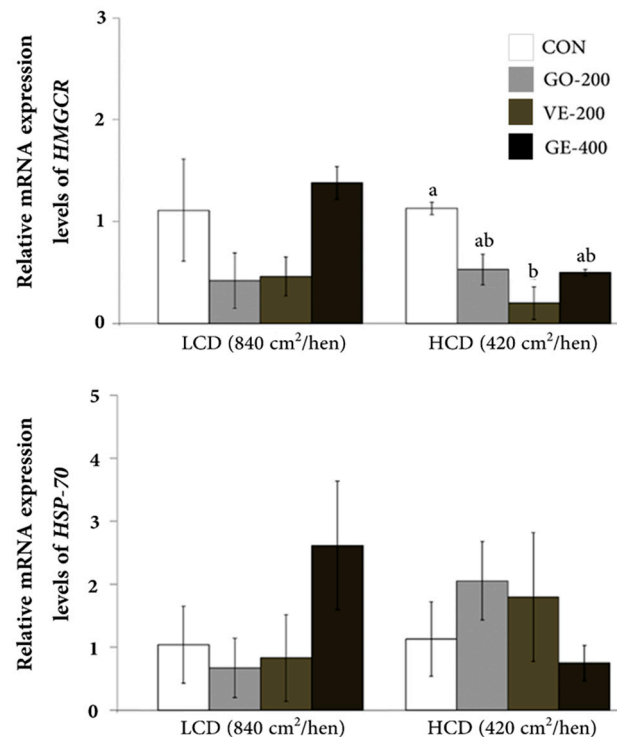 Relative mRNA expression
levels of HMGCR
3
2
1
0
CON
GO-200
VE-200
GE-400
a
ab
b
ab
LCD (840 cm²/hen)
HCD (420 cm²/hen)
Relative mRNA expression
levels of HSP-70
5
4
3
2
1
0
LCD (840 cm²/hen)
HCD (420 cm²/hen)